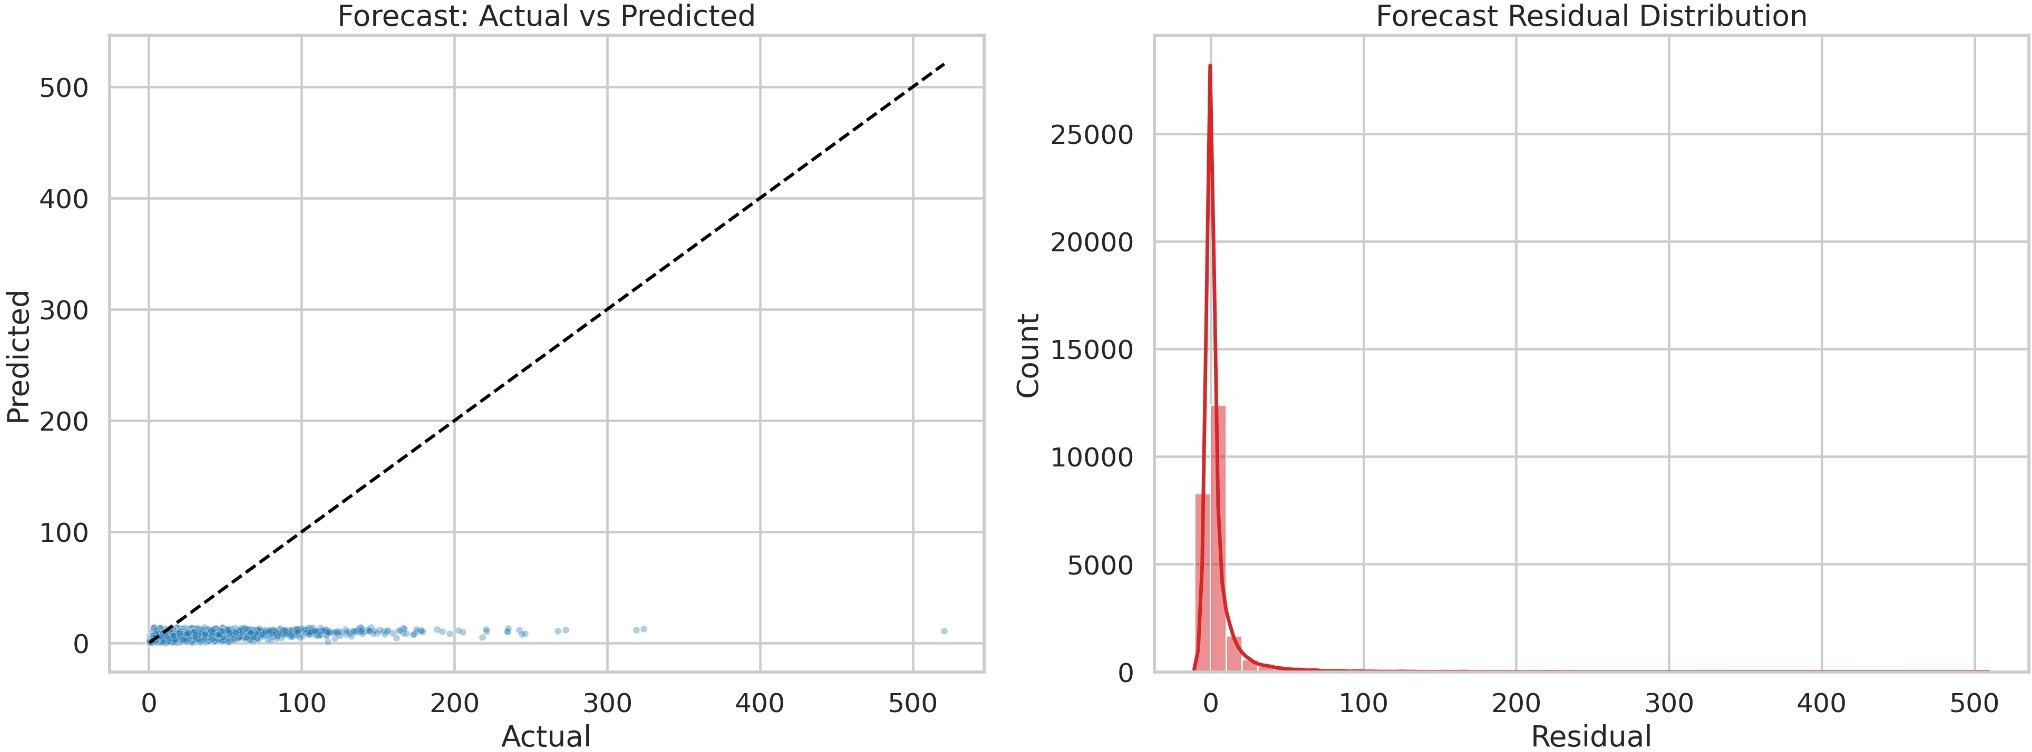 Forecast: Actual vs Predicted
500
400
300
200
100
0
Predicted
0 100 200 300 400 500
Actual
Forecast Residual Distribution
25000
20000
15000
10000
5000
0
Count
0 100 200 300 400 500
Residual